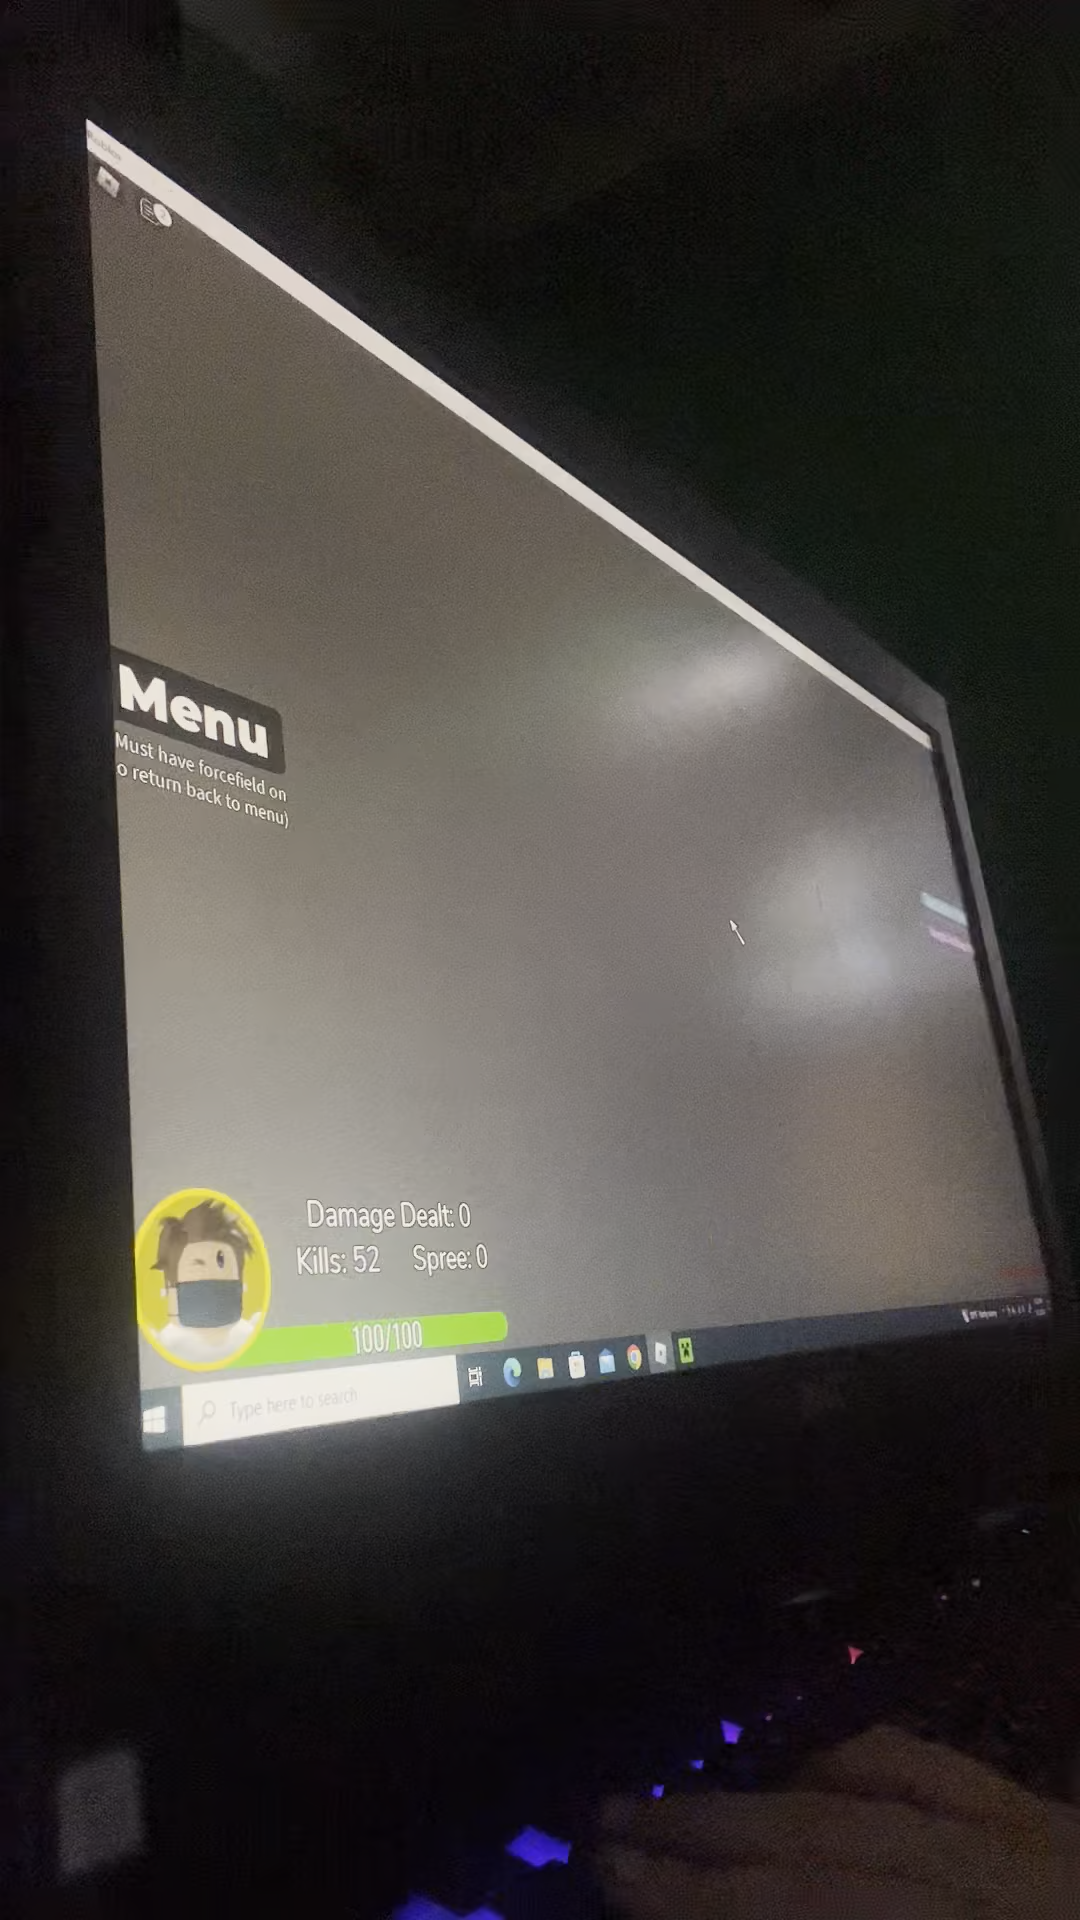 Roblox
Menu
Must have forcefield on
o return back to menu)
Damage Dealt: 0
Kills: 52 Spree: 0
100/100
Type here to search